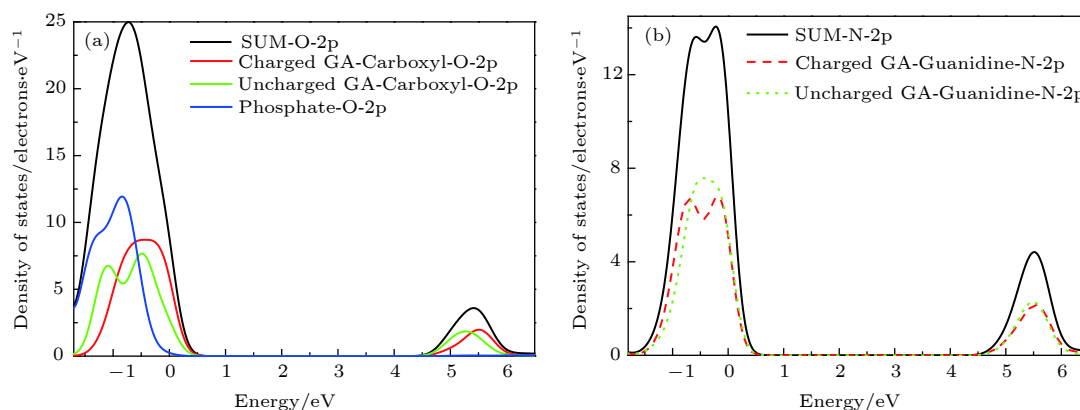 (a)
SUM-O-2p
Charged GA-Carboxyl-O-2p
Uncharged GA-Carboxyl-O-2p
Phosphate-O-2p
25
20
15
10
5
0
−1 0 1 2 3 4 5 6
Energy/eV
Density of states/electrons·eV−1
(b)
SUM-N-2p
Charged GA-Guanidine-N-2p
Uncharged GA-Guanidine-N-2p
12
8
4
0
−1 0 1 2 3 4 5 6
Energy/eV
Density of states/electrons·eV−1